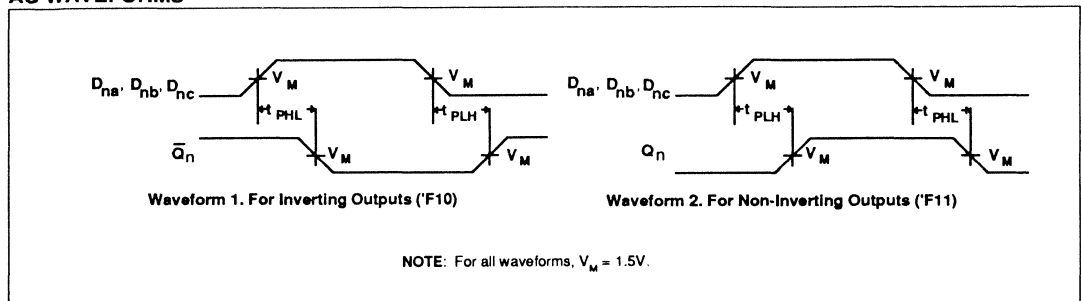 AC WAVEFORMS
Dna, Dnb, Dnc
VM
VM
tPHL
tPLH
Q̅n
VM
VM
Waveform 1. For Inverting Outputs ('F10)
Dna, Dnb, Dnc
VM
VM
tPLH
tPHL
Qn
VM
VM
Waveform 2. For Non-Inverting Outputs ('F11)
NOTE: For all waveforms, VM = 1.5V.